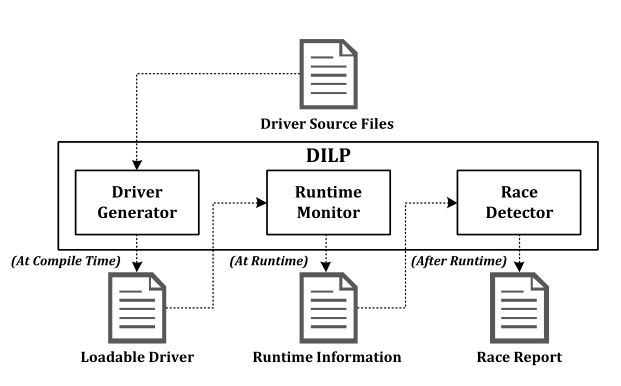 Driver Source Files
DILP
Driver
Generator
Runtime
Monitor
Race
Detector
(At Compile Time)
(At Runtime)
(After Runtime)
Loadable Driver
Runtime Information
Race Report